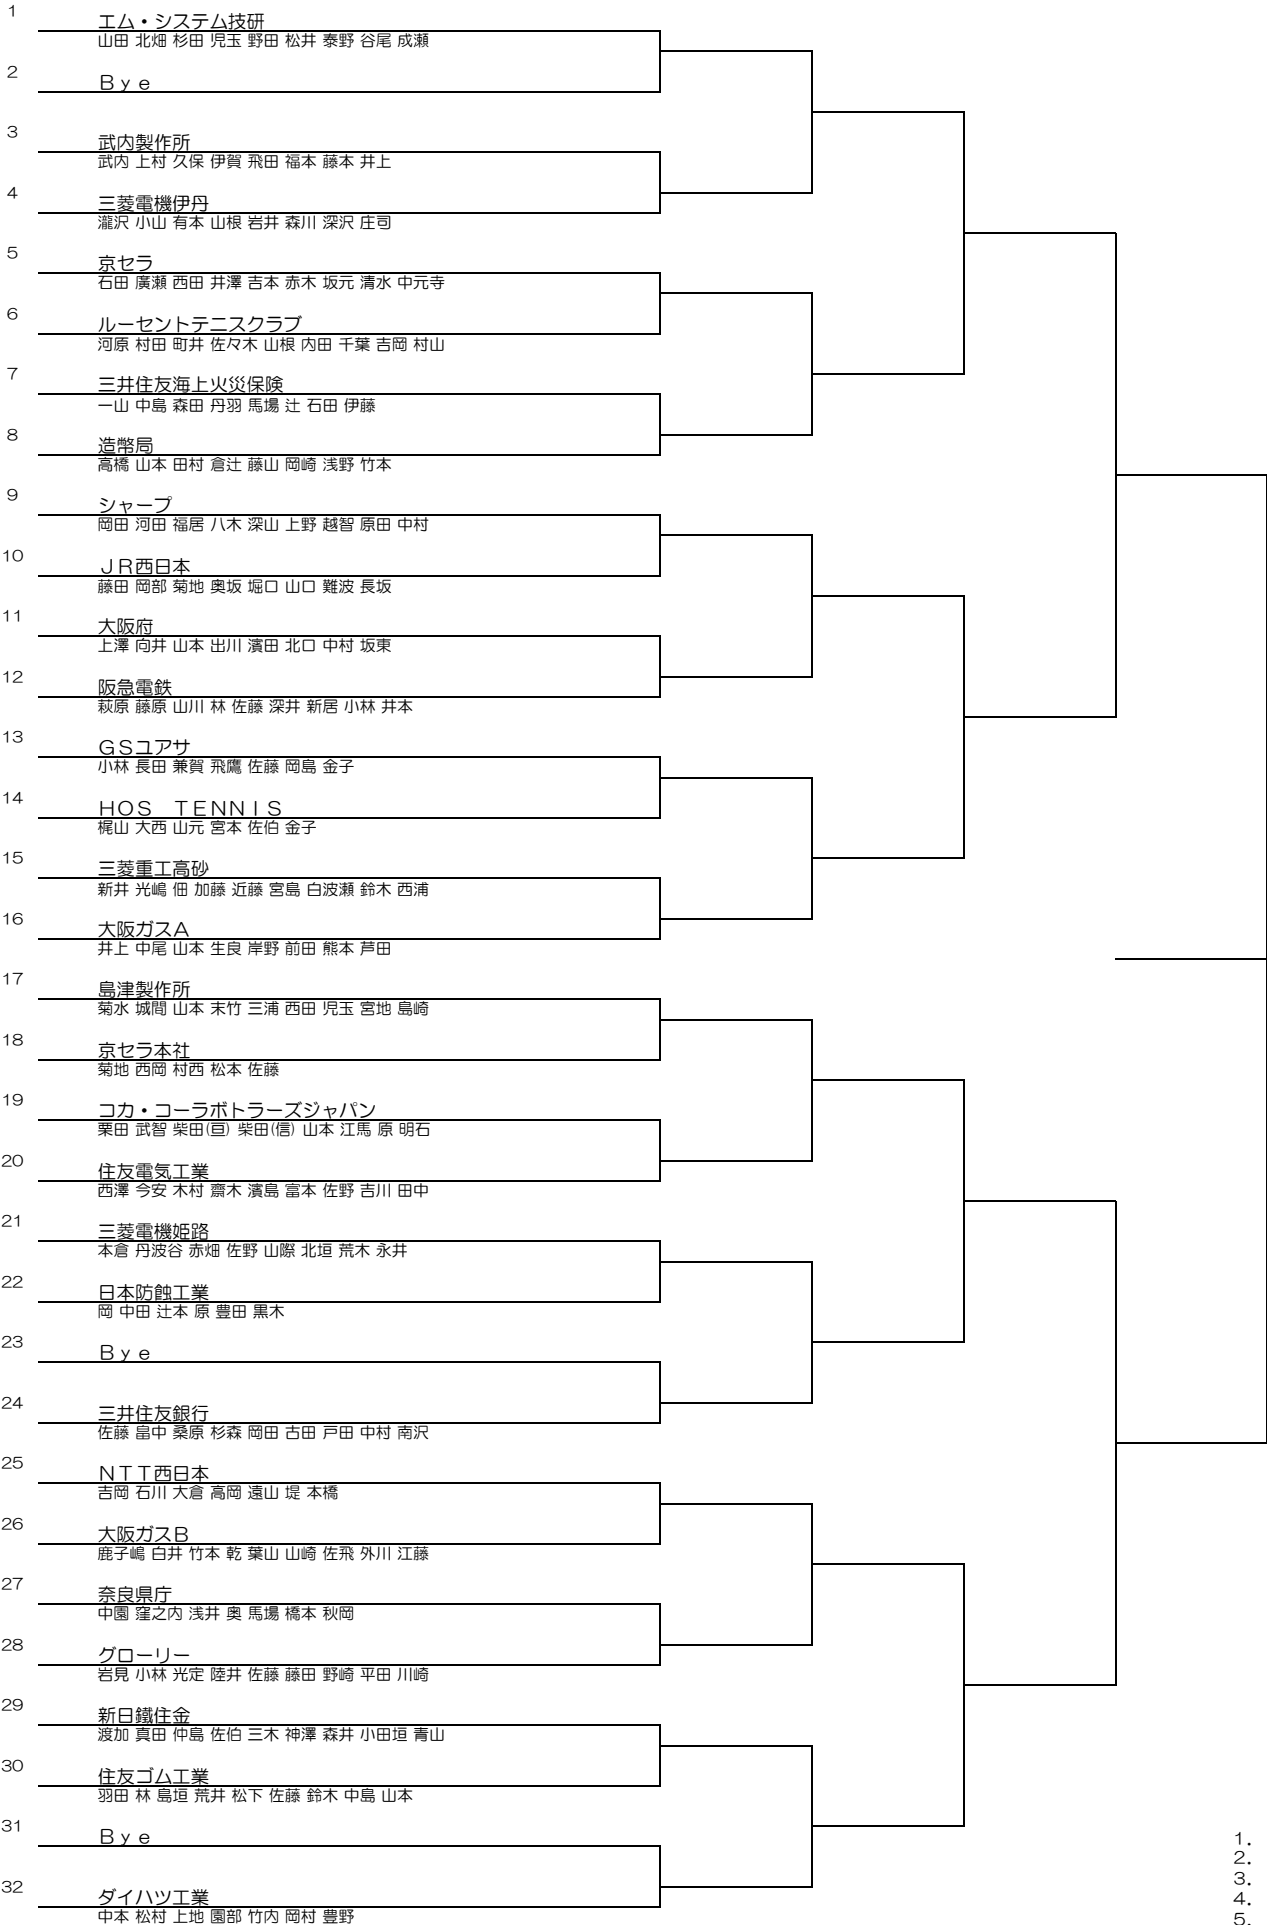 1
エム・システム技研
山田 北畑 杉田 児玉 野田 松井 泰野 谷尾 成瀬
2
Ｂｙｅ
3
武内製作所
武内 上村 久保 伊賀 飛田 福本 藤本 井上
4
三菱電機伊丹
瀧沢 小山 有本 山根 岩井 森川 深沢 庄司
5
京セラ
石田 廣瀬 西田 井澤 吉本 赤木 坂元 清水 中元寺
6
ルーセントテニスクラブ
河原 村田 町井 佐々木 山根 内田 千葉 吉岡 村山
7
三井住友海上火災保険
一山 中島 森田 丹羽 馬場 辻 石田 伊藤
8
造幣局
高橋 山本 田村 倉辻 藤山 岡崎 浅野 竹本
9
シャープ
岡田 河田 福居 八木 深山 上野 越智 原田 中村
10
ＪＲ西日本
藤田 岡部 菊地 奥坂 堀口 山口 難波 長坂
11
大阪府
上澤 向井 山本 出川 濱田 北口 中村 坂東
12
阪急電鉄
萩原 藤原 山川 林 佐藤 深井 新居 小林 井本
13
ＧＳユアサ
小林 長田 兼賀 飛鷹 佐藤 岡島 金子
14
ＨＯＳ　ＴＥＮＮＩＳ
梶山 大西 山元 宮本 佐伯 金子
15
三菱重工高砂
新井 光嶋 佃 加藤 近藤 宮島 白波瀬 鈴木 西浦
16
大阪ガスＡ
井上 中尾 山本 生良 岸野 前田 熊本 芦田
17
島津製作所
菊水 城間 山本 末竹 三浦 西田 児玉 宮地 島崎
18
京セラ本社
菊地 西岡 村西 松本 佐藤
19
コカ・コーラボトラーズジャパン
栗田 武智 柴田(亘) 柴田(信) 山本 江馬 原 明石
20
住友電気工業
西澤 今安 木村 齋木 濱島 富本 佐野 吉川 田中
21
三菱電機姫路
本倉 丹波谷 赤畑 佐野 山際 北垣 荒木 永井
22
日本防蝕工業
岡 中田 辻本 原 豊田 黒木
23
Ｂｙｅ
24
三井住友銀行
佐藤 畠中 桑原 杉森 岡田 古田 戸田 中村 南沢
25
ＮＴＴ西日本
吉岡 石川 大倉 高岡 遠山 堤 本橋
26
大阪ガスＢ
鹿子嶋 白井 竹本 乾 葉山 山崎 佐飛 外川 江藤
27
奈良県庁
中園 窪之内 浅井 奥 馬場 橋本 秋岡
28
グローリー
岩見 小林 光定 陸井 佐藤 藤田 野崎 平田 川崎
29
新日鐵住金
渡加 真田 仲島 佐伯 三木 神澤 森井 小田垣 青山
30
住友ゴム工業
羽田 林 島垣 荒井 松下 佐藤 鈴木 中島 山本
31
Ｂｙｅ
32
ダイハツ工業
中本 松村 上地 園部 竹内 岡村 豊野
1.
2.
3.
4.
5.